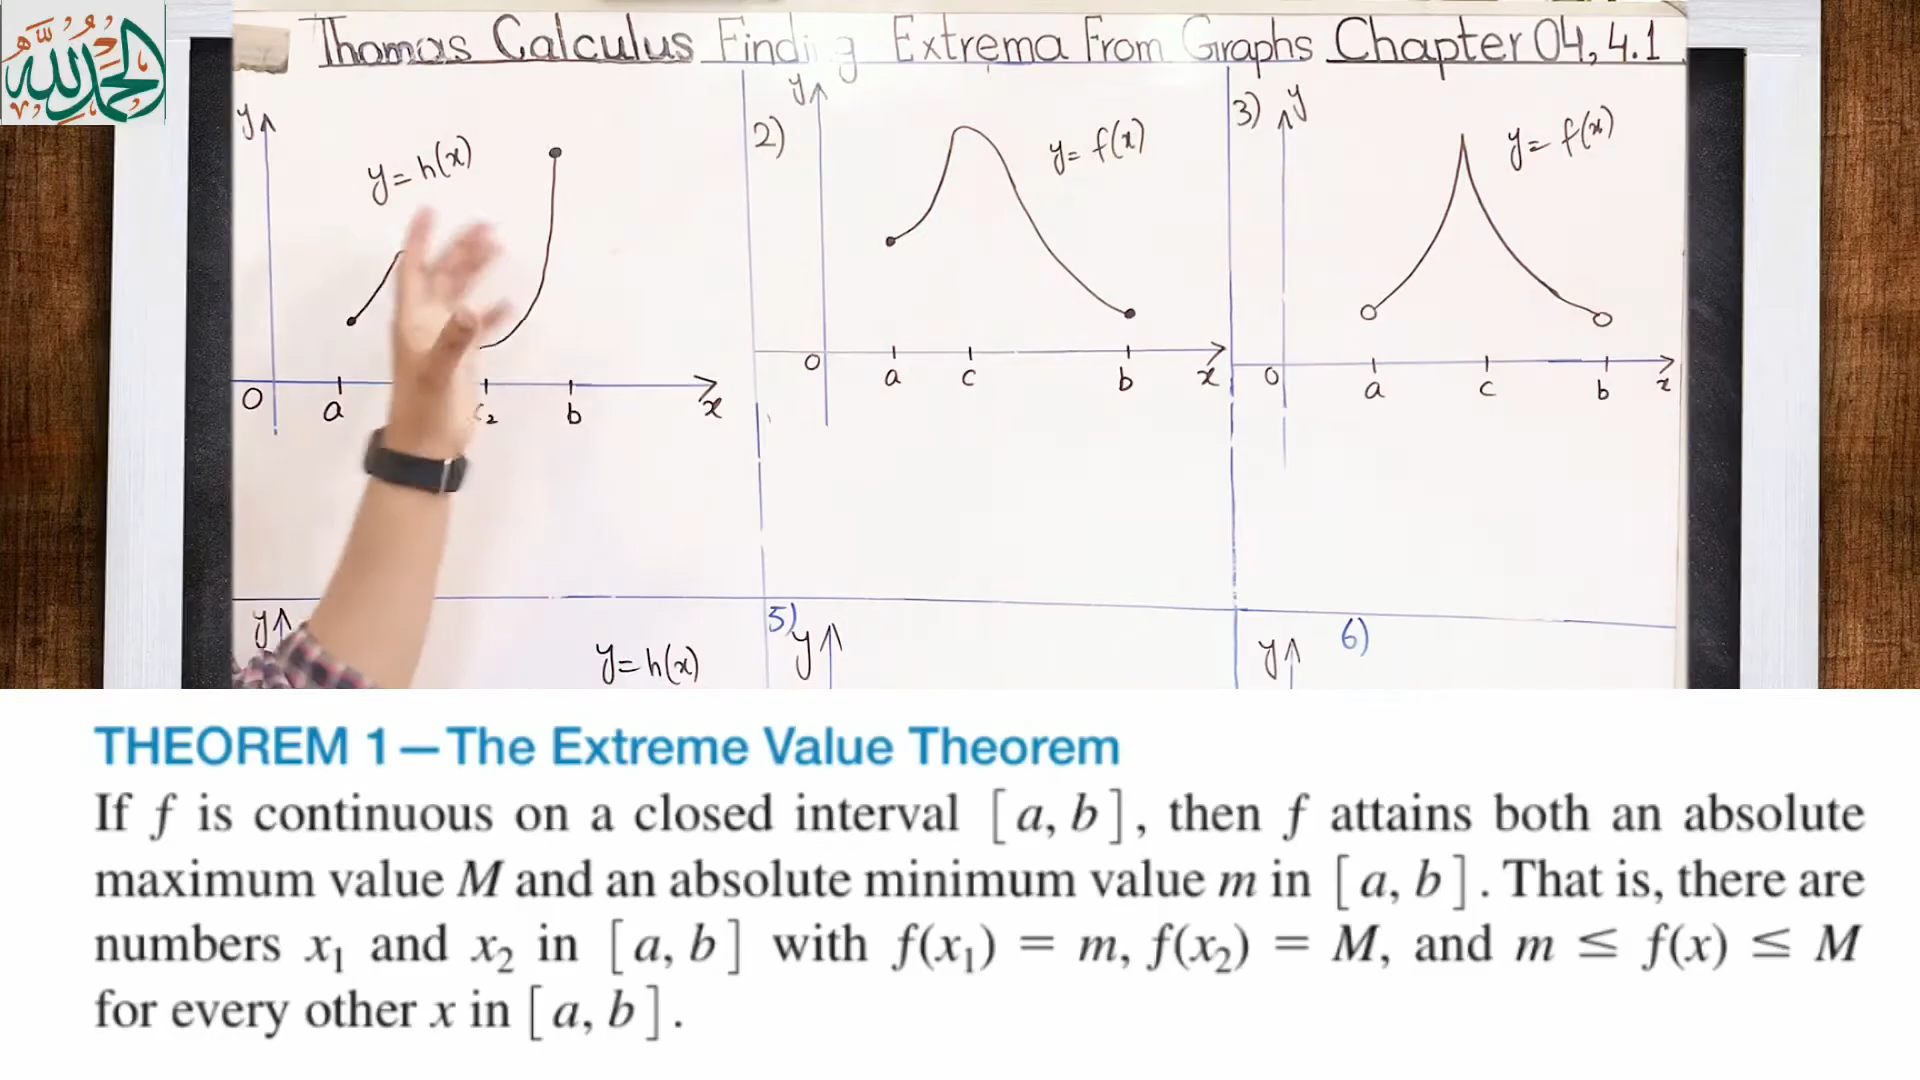 الحمد لله
Thomas Calculus Finding Extrema From Graphs Chapter 04, 4.1
y
y = h(x)
O
a
c₂
b
x
2)
y
y = f(x)
O
a
c
b
x
3)
y
y = f(x)
O
a
c
b
x
y
y = h(x)
5)
y
6)
y
THEOREM 1—The Extreme Value Theorem
If f is continuous on a closed interval [a, b], then f attains both an absolute
maximum value M and an absolute minimum value m in [a, b]. That is, there are
numbers x₁ and x₂ in [a, b] with f(x₁) = m, f(x₂) = M, and m ≤ f(x) ≤ M
for every other x in [a, b].